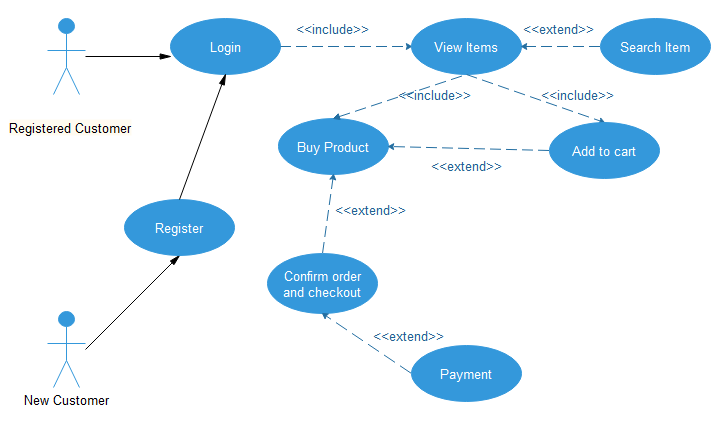 <<include>>
<<extend>>
Login
View Items
Search Item
<<include>>
<<include>>
Registered Customer
Buy Product
Add to cart
<<extend>>
<<extend>>
Register
Confirm order
and checkout
<<extend>>
Payment
New Customer